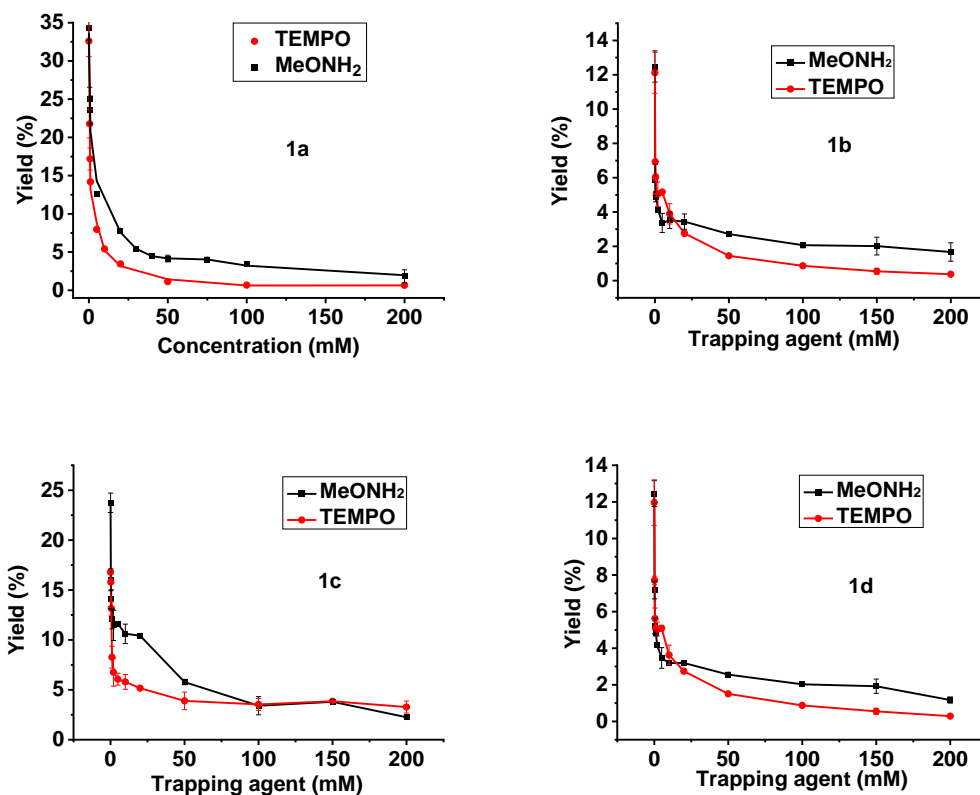 35
30
25
20
15
10
5
0
Yield (%)
TEMPO
MeONH₂
1a
0 50 100 150 200
Concentration (mM)
14
12
10
8
6
4
2
0
Yield (%)
MeONH₂
TEMPO
1b
0 50 100 150 200
Trapping agent (mM)
25
20
15
10
5
0
Yield (%)
MeONH₂
TEMPO
1c
0 50 100 150 200
Trapping agent (mM)
14
12
10
8
6
4
2
0
Yield (%)
MeONH₂
TEMPO
1d
0 50 100 150 200
Trapping agent (mM)